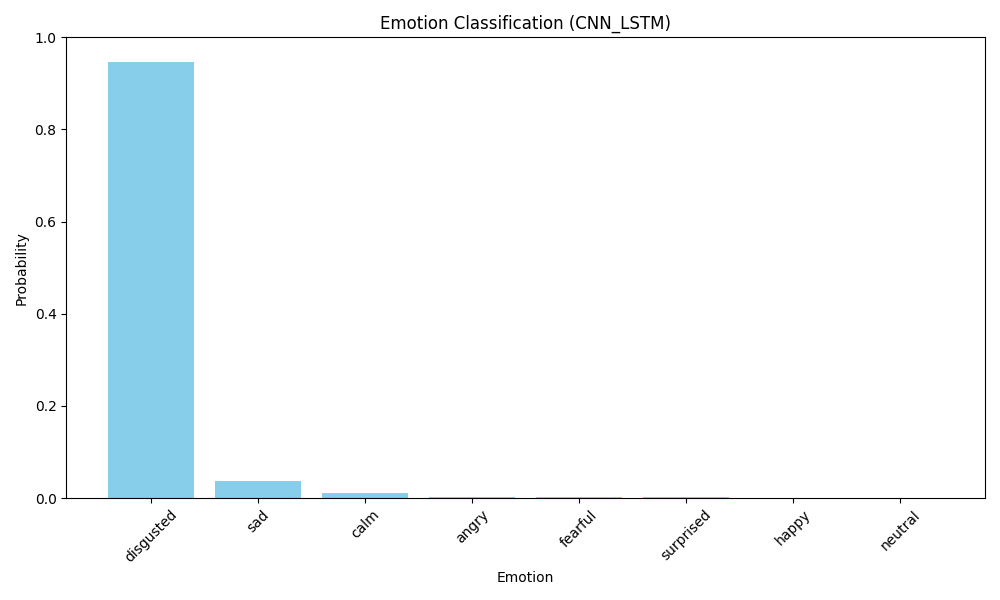 Emotion Classification (CNN_LSTM)
1.0
0.8
0.6
0.4
0.2
0.0
Probability
disgusted
sad
calm
angry
fearful
surprised
happy
neutral
Emotion